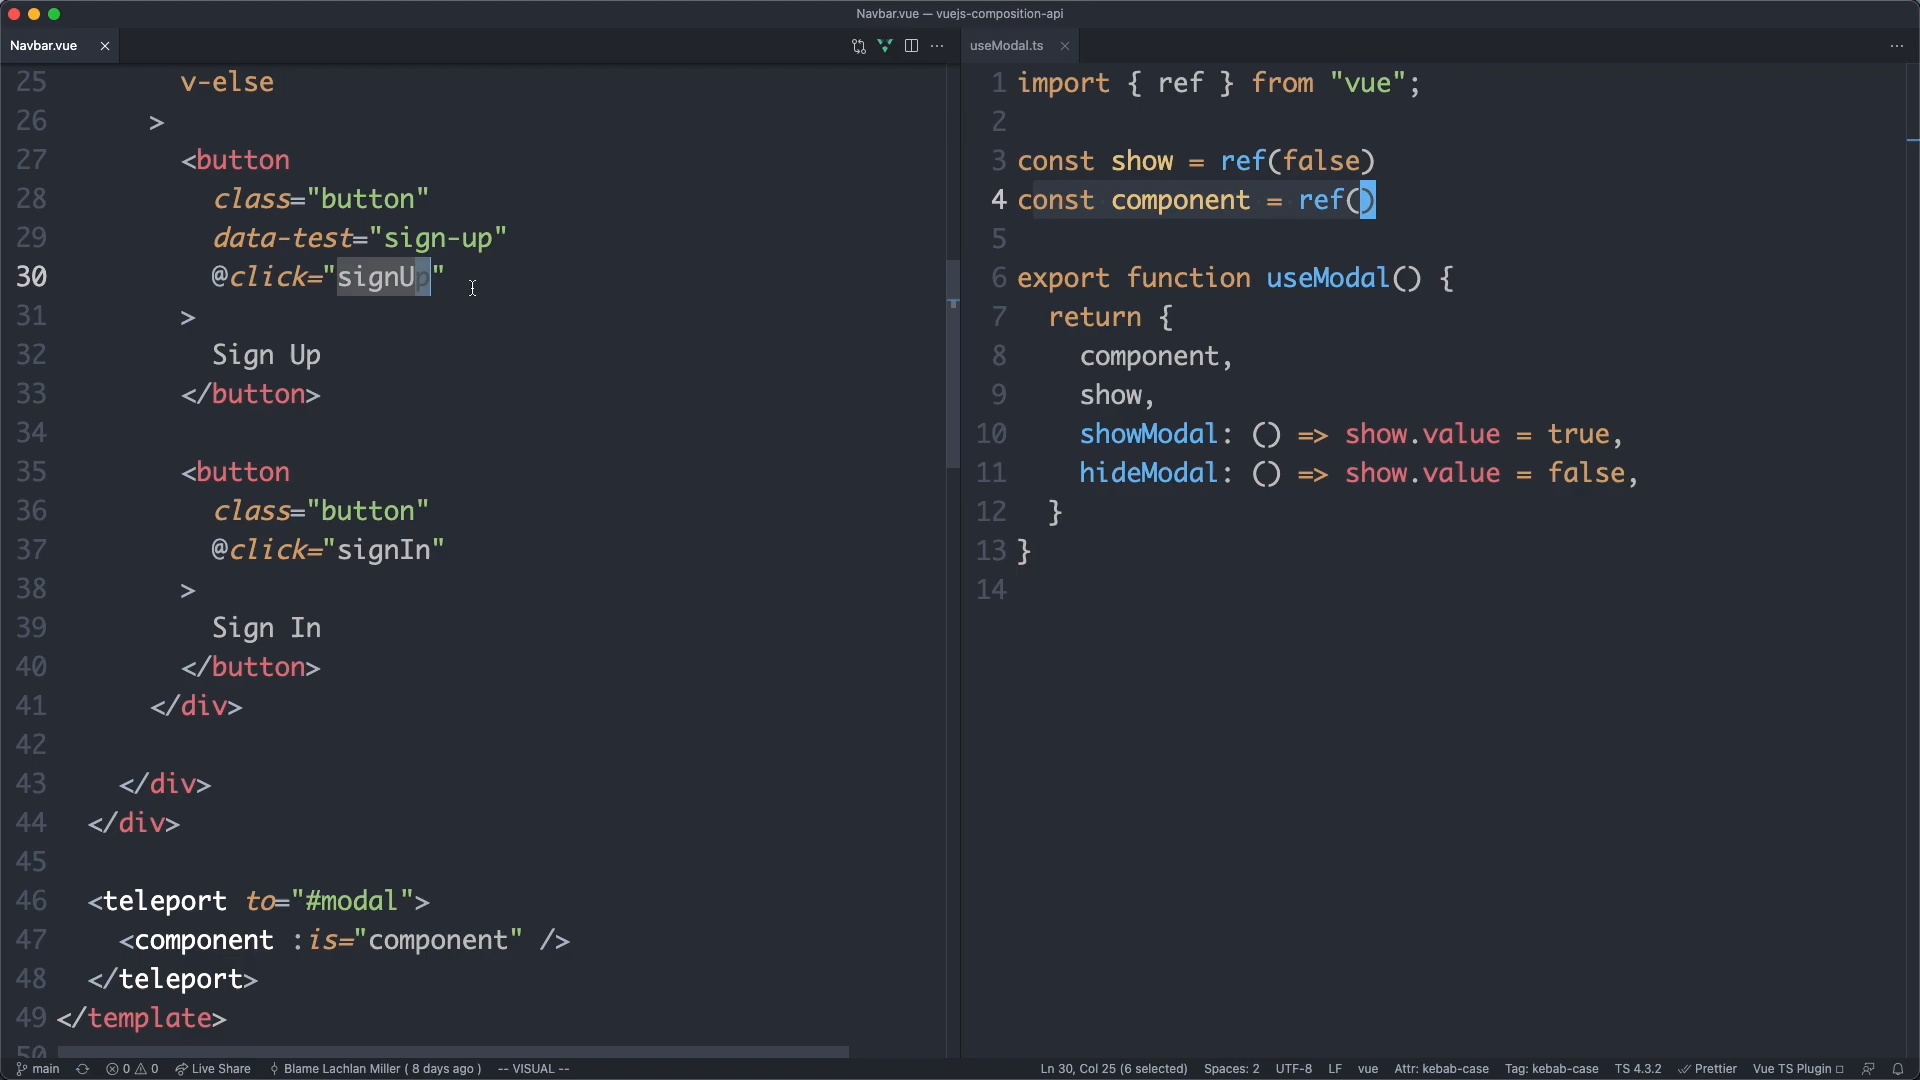 Navbar.vue — vuejs-composition-api
Navbar.vue
useModal.ts
25 v-else
26 >
27 <button
28 class="button"
29 data-test="sign-up"
30 @click="signUp"
31 >
32 Sign Up
33 </button>
34
35 <button
36 class="button"
37 @click="signIn"
38 >
39 Sign In
40 </button>
41 </div>
42
43 </div>
44 </div>
45
46 <teleport to="#modal">
47 <component :is="component" />
48 </teleport>
49 </template>
50
1 import { ref } from "vue";
2
3 const show = ref(false)
4 const component = ref()
5
6 export function useModal() {
7 return {
8 component,
9 show,
10 showModal: () => show.value = true,
11 hideModal: () => show.value = false,
12 }
13 }
14
main 0 0 Live Share Blame Lachlan Miller ( 8 days ago ) -- VISUAL -- Ln 30, Col 25 (6 selected) Spaces: 2 UTF-8 LF vue Attr: kebab-case Tag: kebab-case TS 4.3.2 Prettier Vue TS Plugin